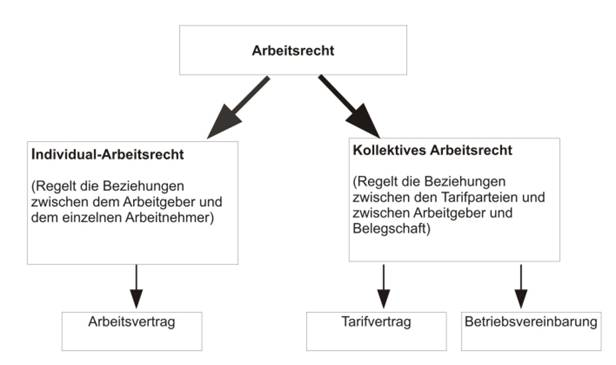 Arbeitsrecht
Individual-Arbeitsrecht
(Regelt die Beziehungen
zwischen dem Arbeitgeber und
dem einzelnen Arbeitnehmer)
Kollektives Arbeitsrecht
(Regelt die Beziehungen
zwischen den Tarifparteien und
zwischen Arbeitgeber und
Belegschaft)
Arbeitsvertrag
Tarifvertrag
Betriebsvereinbarung